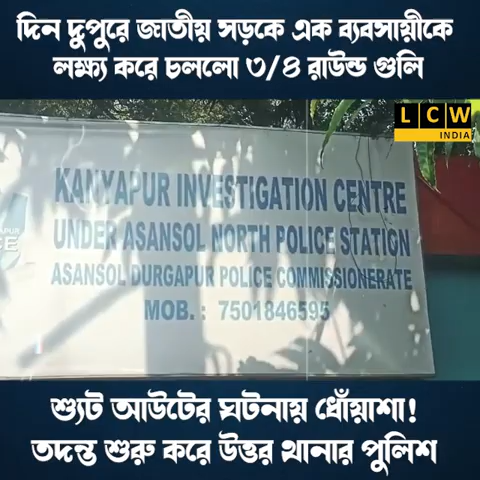 দিন দুপুরে জাতীয় সড়কে এক ব্যবসায়ীকে
লক্ষ্য করে চললো ৩/৪ রাউন্ড গুলি
LCW
INDIA
KANYAPUR INVESTIGATION CENTRE
UNDER ASANSOL NORTH POLICE STATION
ASANSOL DURGAPUR POLICE COMMISSIONERATE
MOB. : 7501846595
শ্যুট আউটের ঘটনায় ধোঁয়াশা!
তদন্ত শুরু করে উত্তর থানার পুলিশ